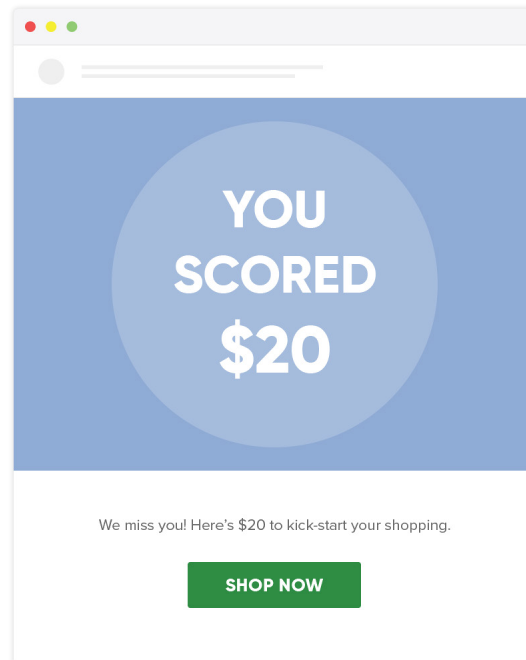 YOU
SCORED
$20
We miss you! Here's $20 to kick-start your shopping.
SHOP NOW